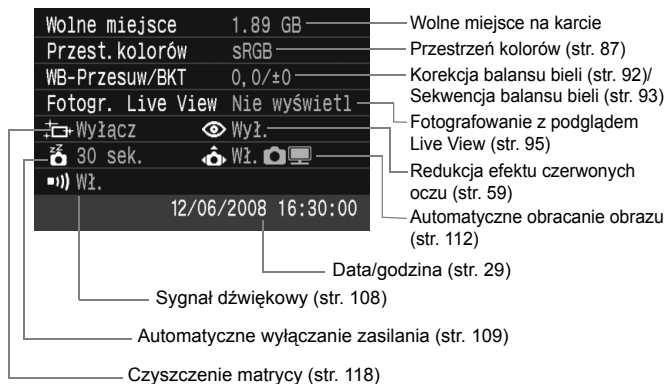 Wolne miejsce 1.89 GB
Przest.kolorów sRGB
WB-Przesuw/BKT 0,0/±0
Fotogr. Live View Nie wyświetl
Wyłącz Wył.
zz 30 sek. Wł.
Wł.
12/06/2008 16:30:00
Wolne miejsce na karcie
Przestrzeń kolorów (str. 87)
Korekcja balansu bieli (str. 92)/
Sekwencja balansu bieli (str. 93)
Fotografowanie z podglądem
Live View (str. 95)
Redukcja efektu czerwonych
oczu (str. 59)
Automatyczne obracanie obrazu
(str. 112)
Data/godzina (str. 29)
Sygnał dźwiękowy (str. 108)
Automatyczne wyłączanie zasilania (str. 109)
Czyszczenie matrycy (str. 118)